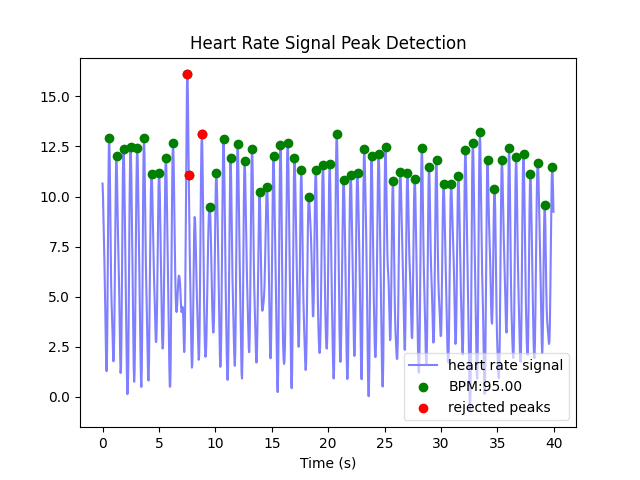 Heart Rate Signal Peak Detection
15.0
12.5
10.0
7.5
5.0
2.5
0.0
heart rate signal
BPM:95.00
rejected peaks
0 5 10 15 20 25 30 35 40
Time (s)